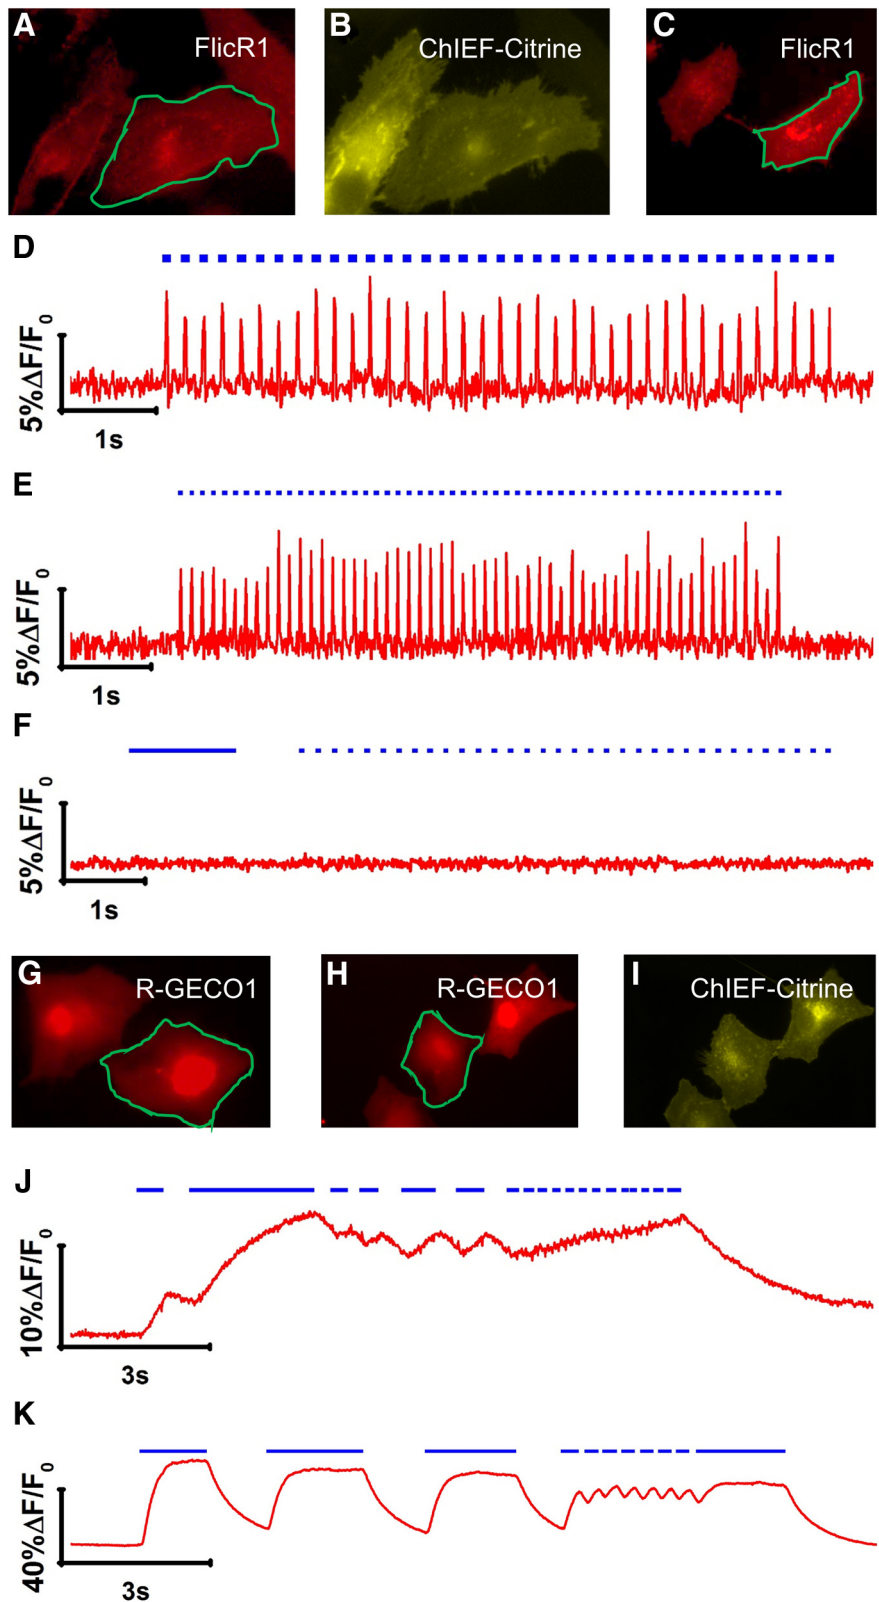 A
FlicR1
B
ChIEF-Citrine
C
FlicR1
D
5%ΔF/F0
1s
E
5%ΔF/F0
1s
F
5%ΔF/F0
1s
G
R-GECO1
H
R-GECO1
I
ChIEF-Citrine
J
10%ΔF/F0
3s
K
40%ΔF/F0
3s